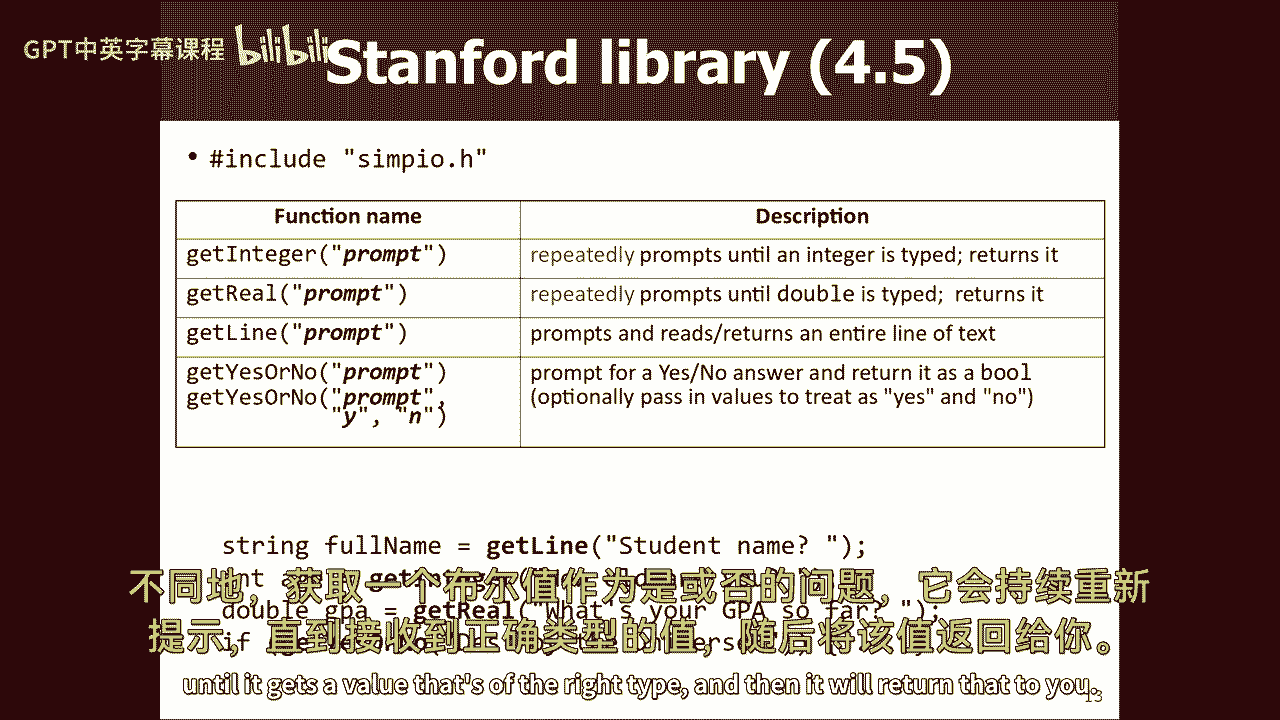 GPT中英字幕课程 bilibili
Stanford library (4.5)
• #include "simpio.h"
Function name Description
getInteger("prompt") repeatedly prompts until an integer is typed; returns it
getReal("prompt") repeatedly prompts until double is typed; returns it
getLine("prompt") prompts and reads/returns an entire line of text
getYesOrNo("prompt") prompt for a Yes/No answer and return it as a bool
getYesOrNo("prompt", (optionally pass in values to treat as "yes" and "no")
"y", "n")
string fullName = getLine("Student name? ");
int
double gpa = getReal("What's your GPA so far? ");
if
不同地，获取一个布尔值作为是或否的问题，它会持续重新
提示，直到接收到正确类型的值，随后将该值返回给你。
until it gets a value that's of the right type, and then it will return that to you.
13